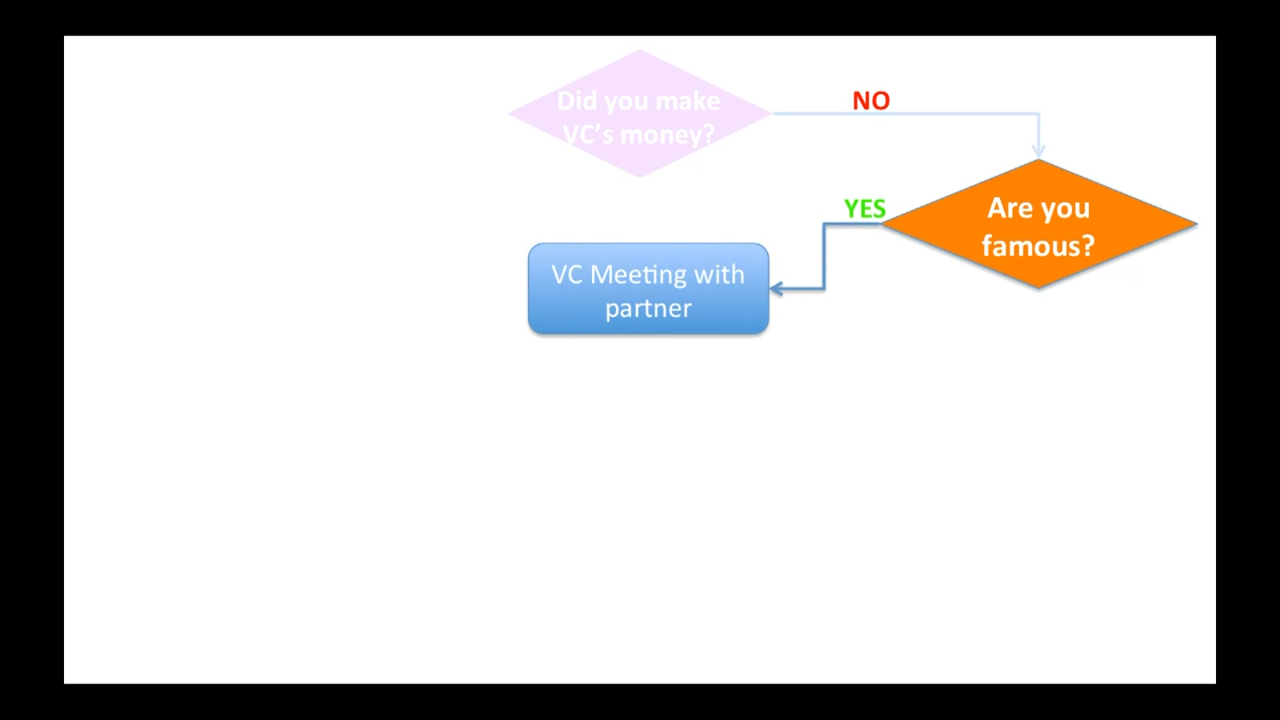 Did you make
VC’s money?
NO
Are you
famous?
YES
VC Meeting with
partner